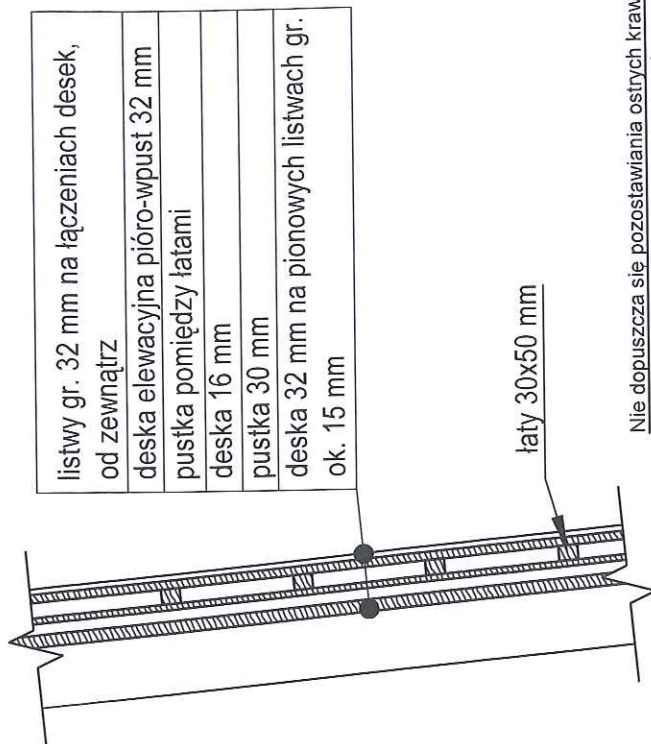 listwy gr. 32 mm na łączeniach desek,
od zewnątrz
deska elewacyjna pióro-wpust 32 mm
pustka pomiędzy łatami
deska 16 mm
pustka 30 mm
deska 32 mm na pionowych listwach gr.
ok. 15 mm
łaty 30x50 mm
Nie dopuszcza się pozostawiania ostrych kraw